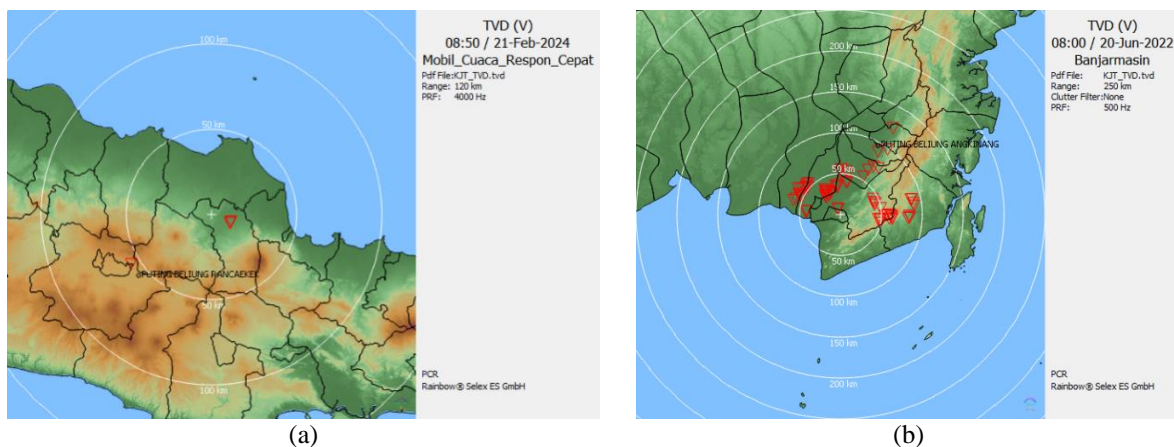 TVD (V)
08:50 / 21-Feb-2024
Mobil_Cuaca_Respon_Cepat
Pdf File:KJT_TVD.tvd
Range: 120 km
PRF: 4000 Hz
100 km
50 km
PUTING BELIUNG RANCAEKEK
50 km
100 km
PCR
Rainbow® Selex ES GmbH
(a)
TVD (V)
08:00 / 20-Jun-2022
Banjarmasin
Pdf File: KJT_TVD.tvd
Range: 250 km
Clutter Filter:None
PRF: 500 Hz
200 km
150 km
100 km
PUTING BELIUNG ANGKINANG
50 km
50 km
100 km
150 km
200 km
PCR
Rainbow® Selex ES GmbH
(b)